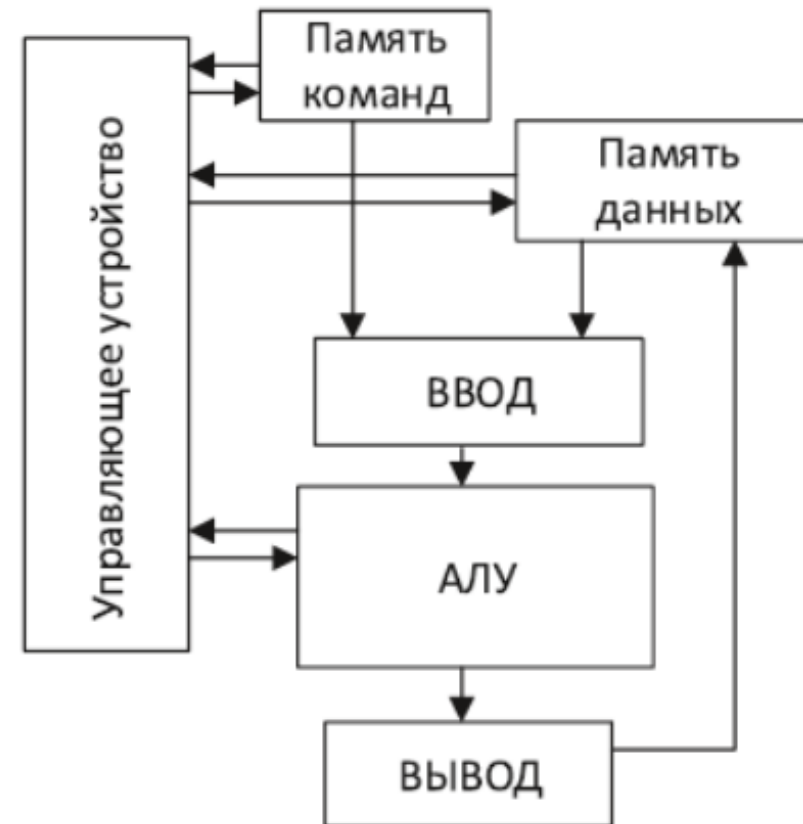 Память
команд
Память
данных
Управляющее устройство
ВВОД
АЛУ
ВЫВОД